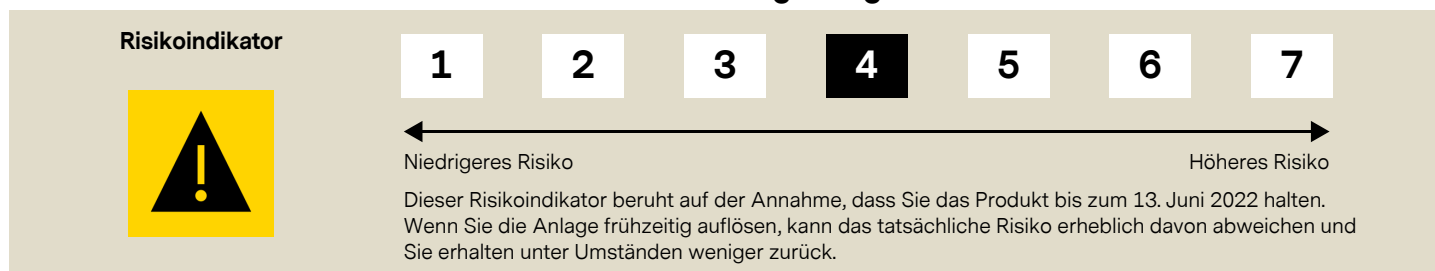 Risikoindikator
1 2 3 4 5 6 7
Niedrigeres Risiko Höheres Risiko
Dieser Risikoindikator beruht auf der Annahme, dass Sie das Produkt bis zum 13. Juni 2022 halten.
Wenn Sie die Anlage frühzeitig auflösen, kann das tatsächliche Risiko erheblich davon abweichen und
Sie erhalten unter Umständen weniger zurück.